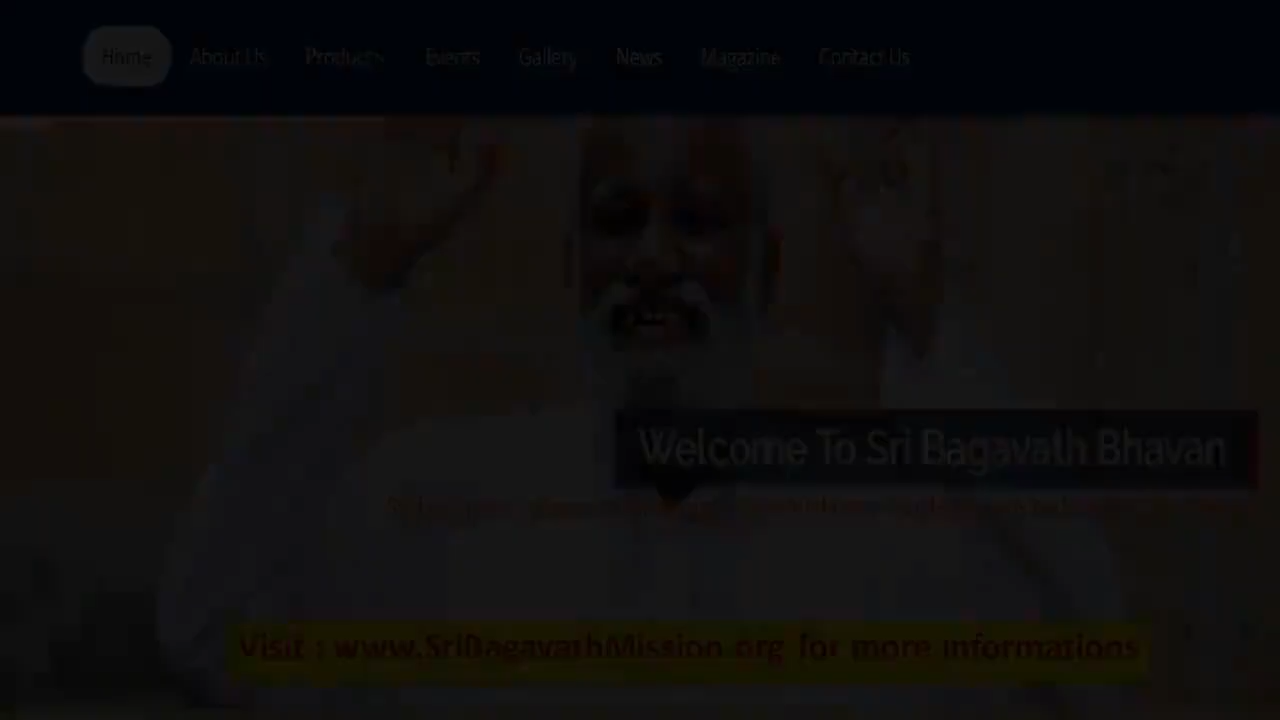 Home About Us Products Events Gallery News Magazine Contact Us
Welcome To Sri Bagavath Bhavan
Visit : www.SriBagavathMission.org for more informations